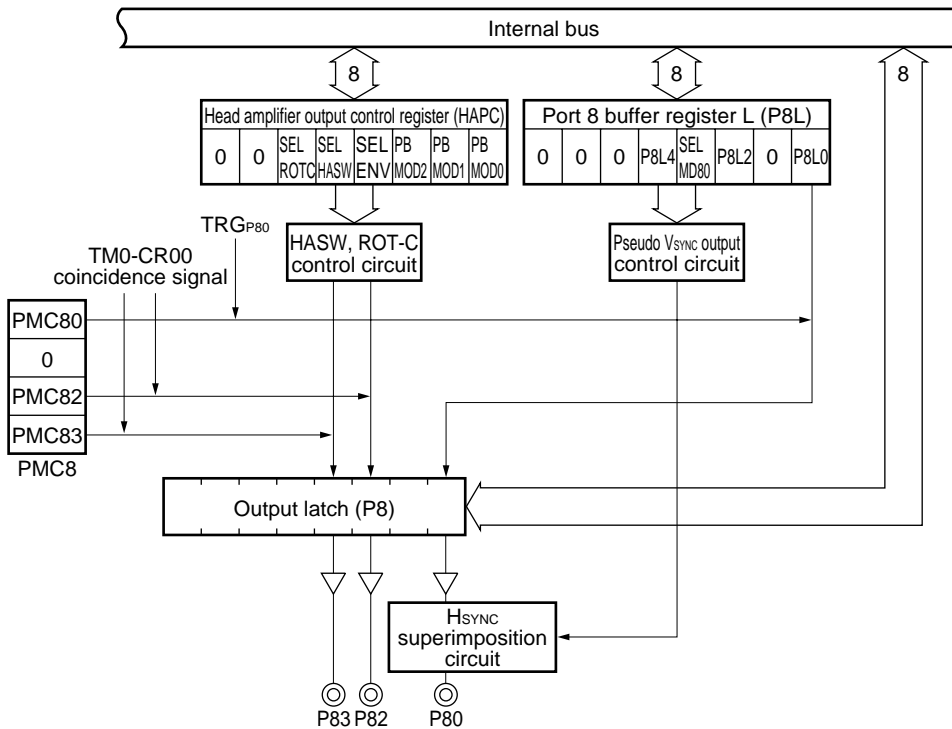 Internal bus
8
8
8
Head amplifier output control register (HAPC)
0
0
SEL
ROTC
SEL
HASW
SEL
ENV
PB
MOD2
PB
MOD1
PB
MOD0
Port 8 buffer register L (P8L)
0
0
0
P8L4
SEL
MD80
P8L2
0
P8L0
TRGP80
HASW, ROT-C
control circuit
Pseudo VSYNC output
control circuit
TM0-CR00
coincidence signal
PMC80
0
PMC82
PMC83
PMC8
Output latch (P8)
HSYNC
superimposition
circuit
P83
P82
P80